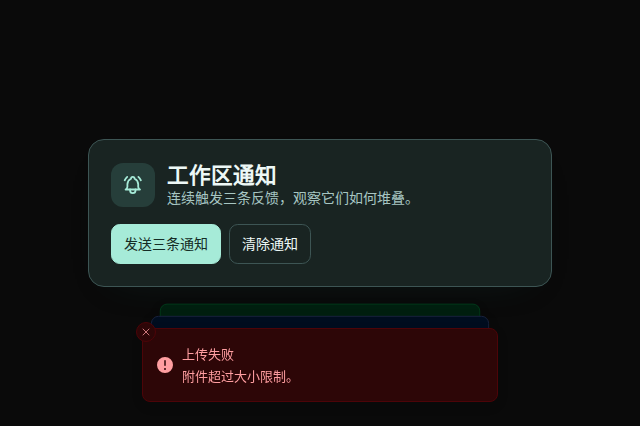 工作区通知
连续触发三条反馈，观察它们如何堆叠。
发送三条通知
清除通知
上传失败
附件超过大小限制。